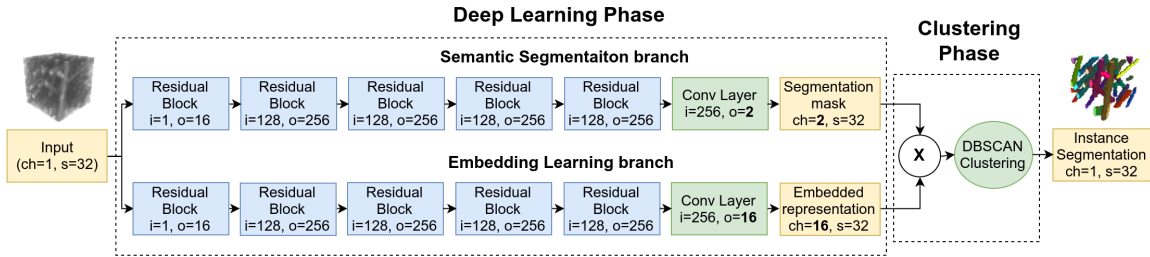 Deep Learning Phase
Clustering
Phase
Semantic Segmentaiton branch
Residual
Block
i=1, o=16
Residual
Block
i=128, o=256
Residual
Block
i=128, o=256
Residual
Block
i=128, o=256
Residual
Block
i=128, o=256
Conv Layer
i=256, o=2
Segmentation
mask
ch=2, s=32
Input
(ch=1, s=32)
Embedding Learning branch
Residual
Block
i=1, o=16
Residual
Block
i=128, o=256
Residual
Block
i=128, o=256
Residual
Block
i=128, o=256
Residual
Block
i=128, o=256
Conv Layer
i=256, o=16
Embedded
representation
ch=16, s=32
X
DBSCAN
Clustering
Instance
Segmentation
ch=1, s=32